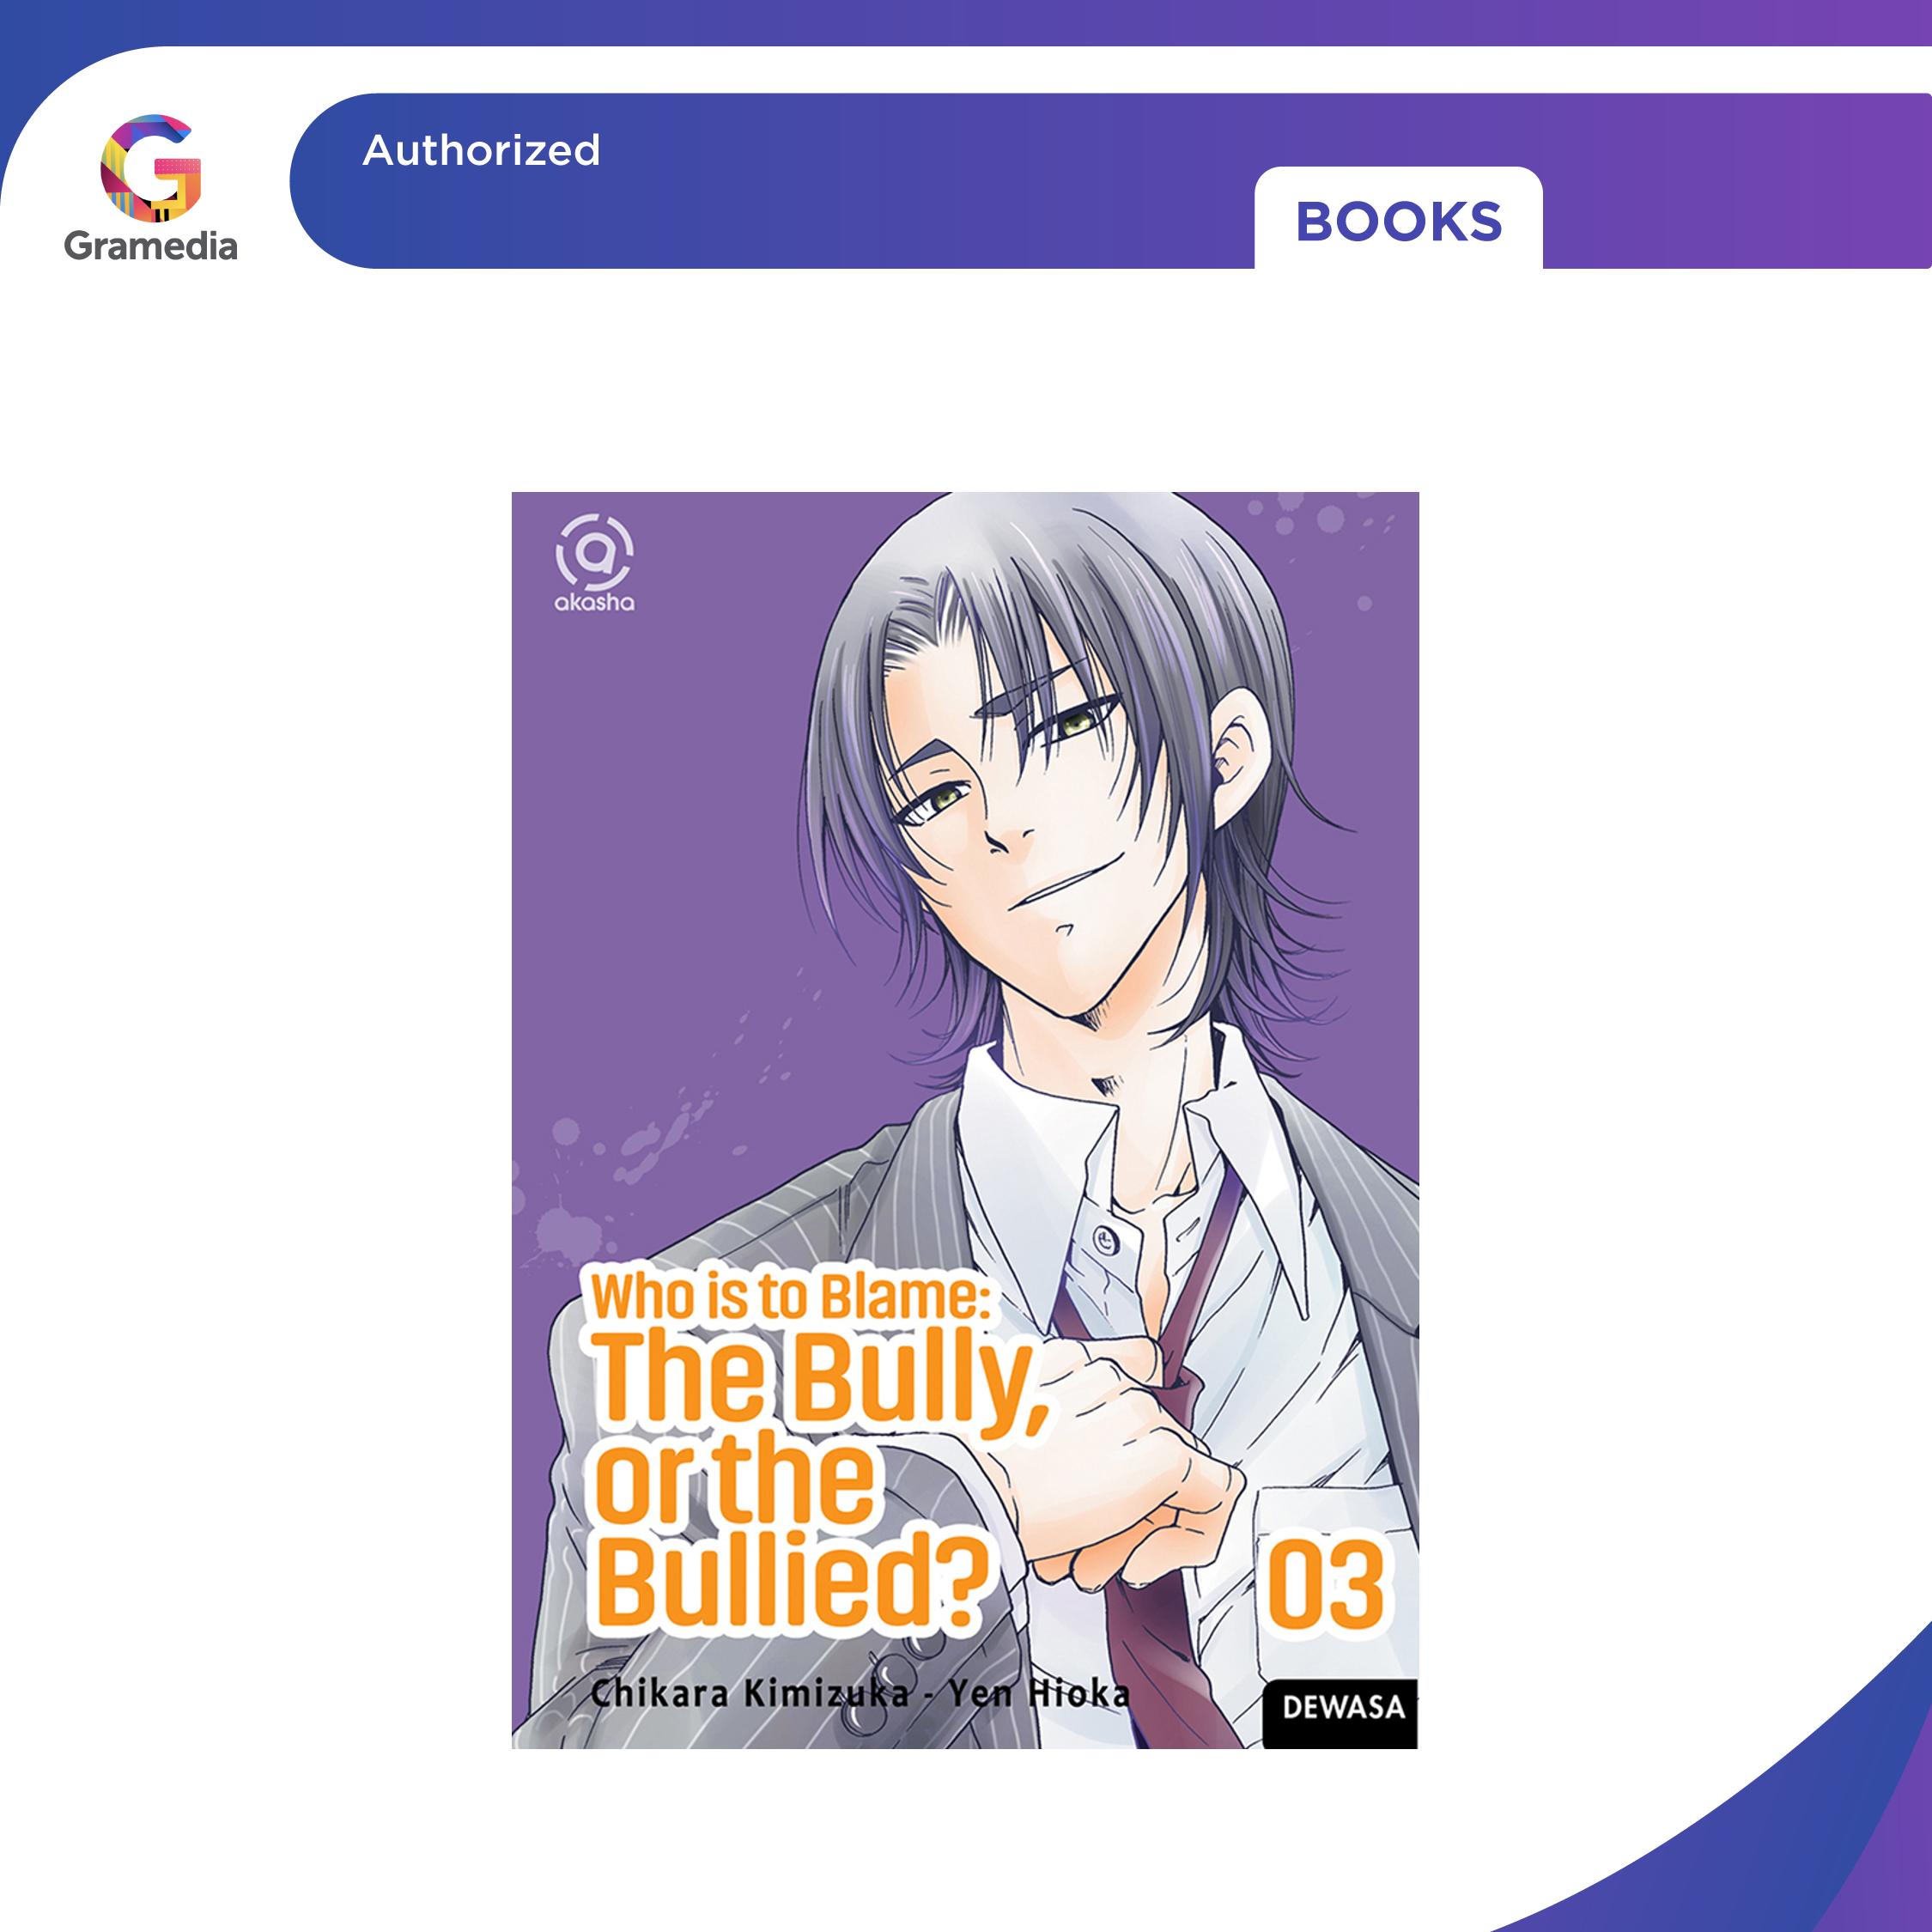 Authorized
BOOKS
Gramedia
akasha
Who is to Blame:
The Bully,
or the
Bullied?
03
Chikara Kimizuka - Yen Hioka
DEWASA